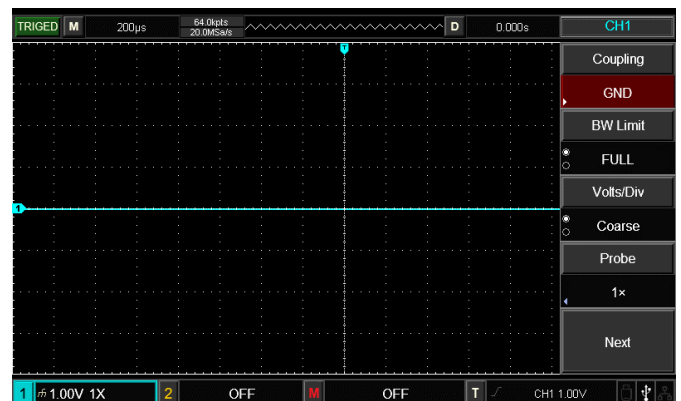 TRIGED M 200μs 64.0kpts D 0.000s CH1
20.0MSa/s
T
Coupling
GND
BW Limit
FULL
Volts/Div
1
Coarse
Probe
1×
Next
1 1.00V 1X 2 OFF M OFF T CH1 1.00V